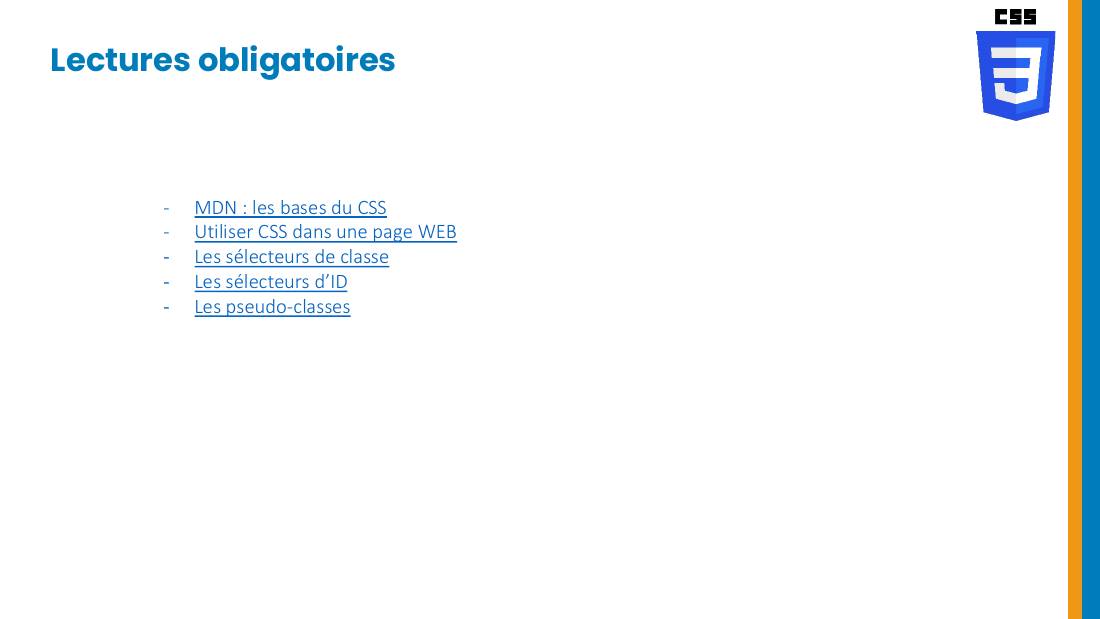 CSS
Lectures obligatoires
- MDN : les bases du CSS
- Utiliser CSS dans une page WEB
- Les sélecteurs de classe
- Les sélecteurs d’ID
- Les pseudo-classes